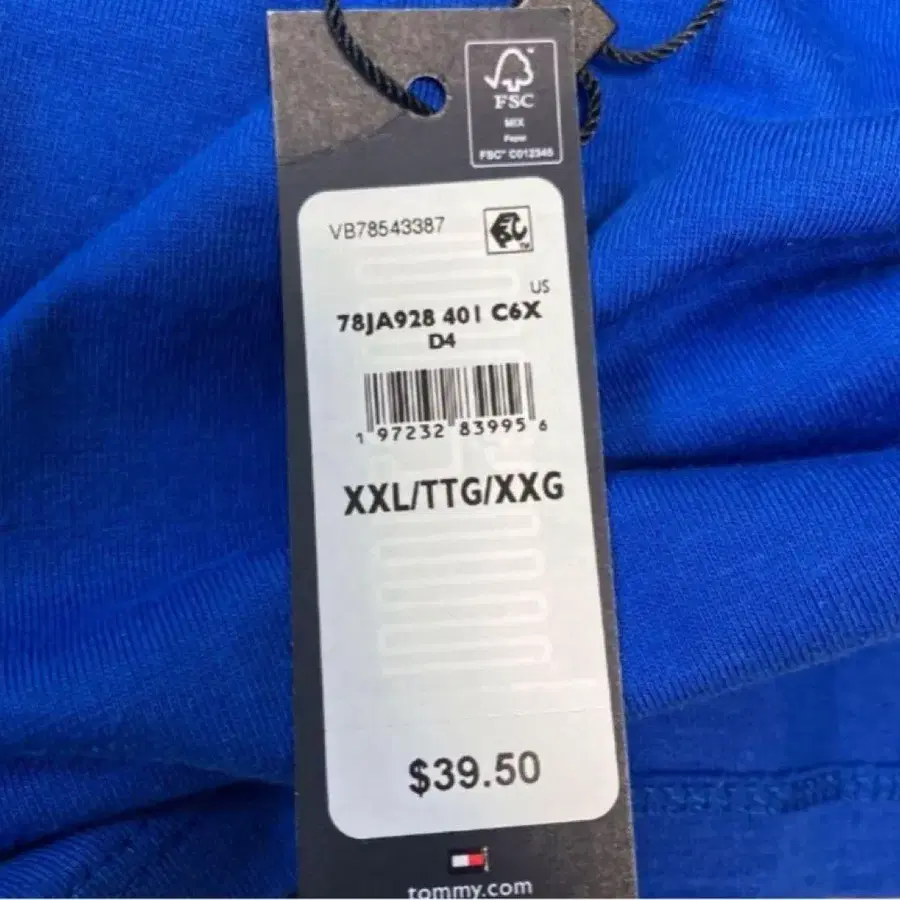 FSC
MIX
Paper
FSC® C012345
VB78543387
US
78JA928 401 C6X
D4
1 97232 83995 6
XXL/TTG/XXG
$39.50
tommy.com